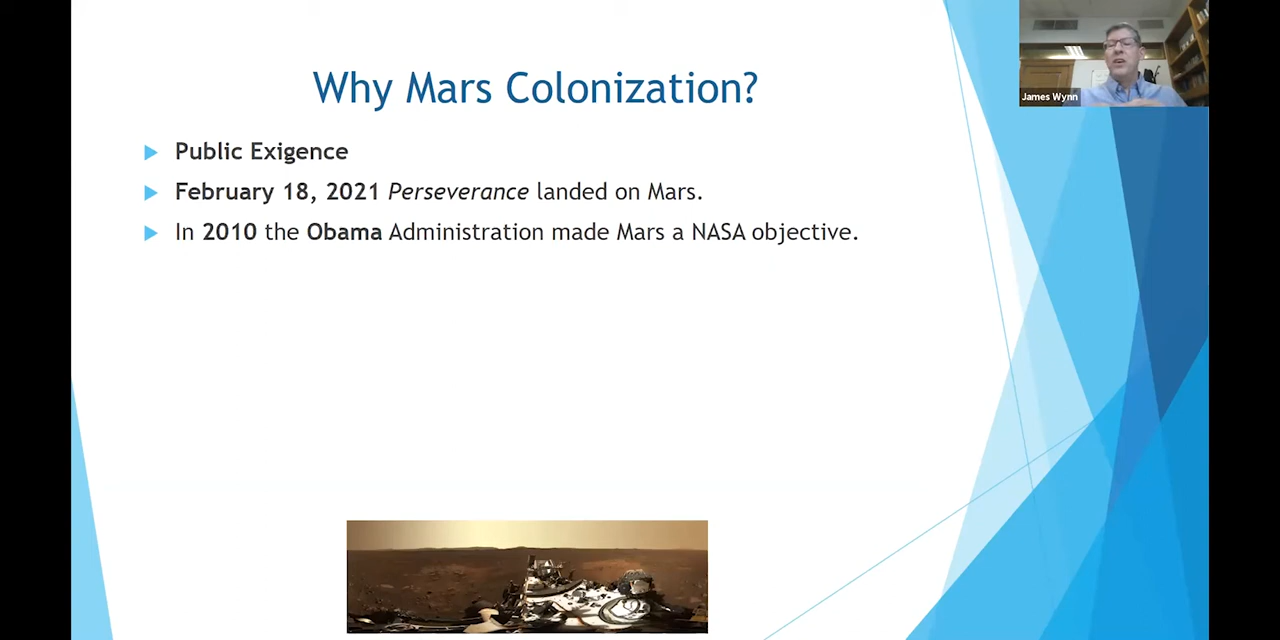 Why Mars Colonization?
James Wynn
Public Exigence
February 18, 2021 Perseverance landed on Mars.
In 2010 the Obama Administration made Mars a NASA objective.